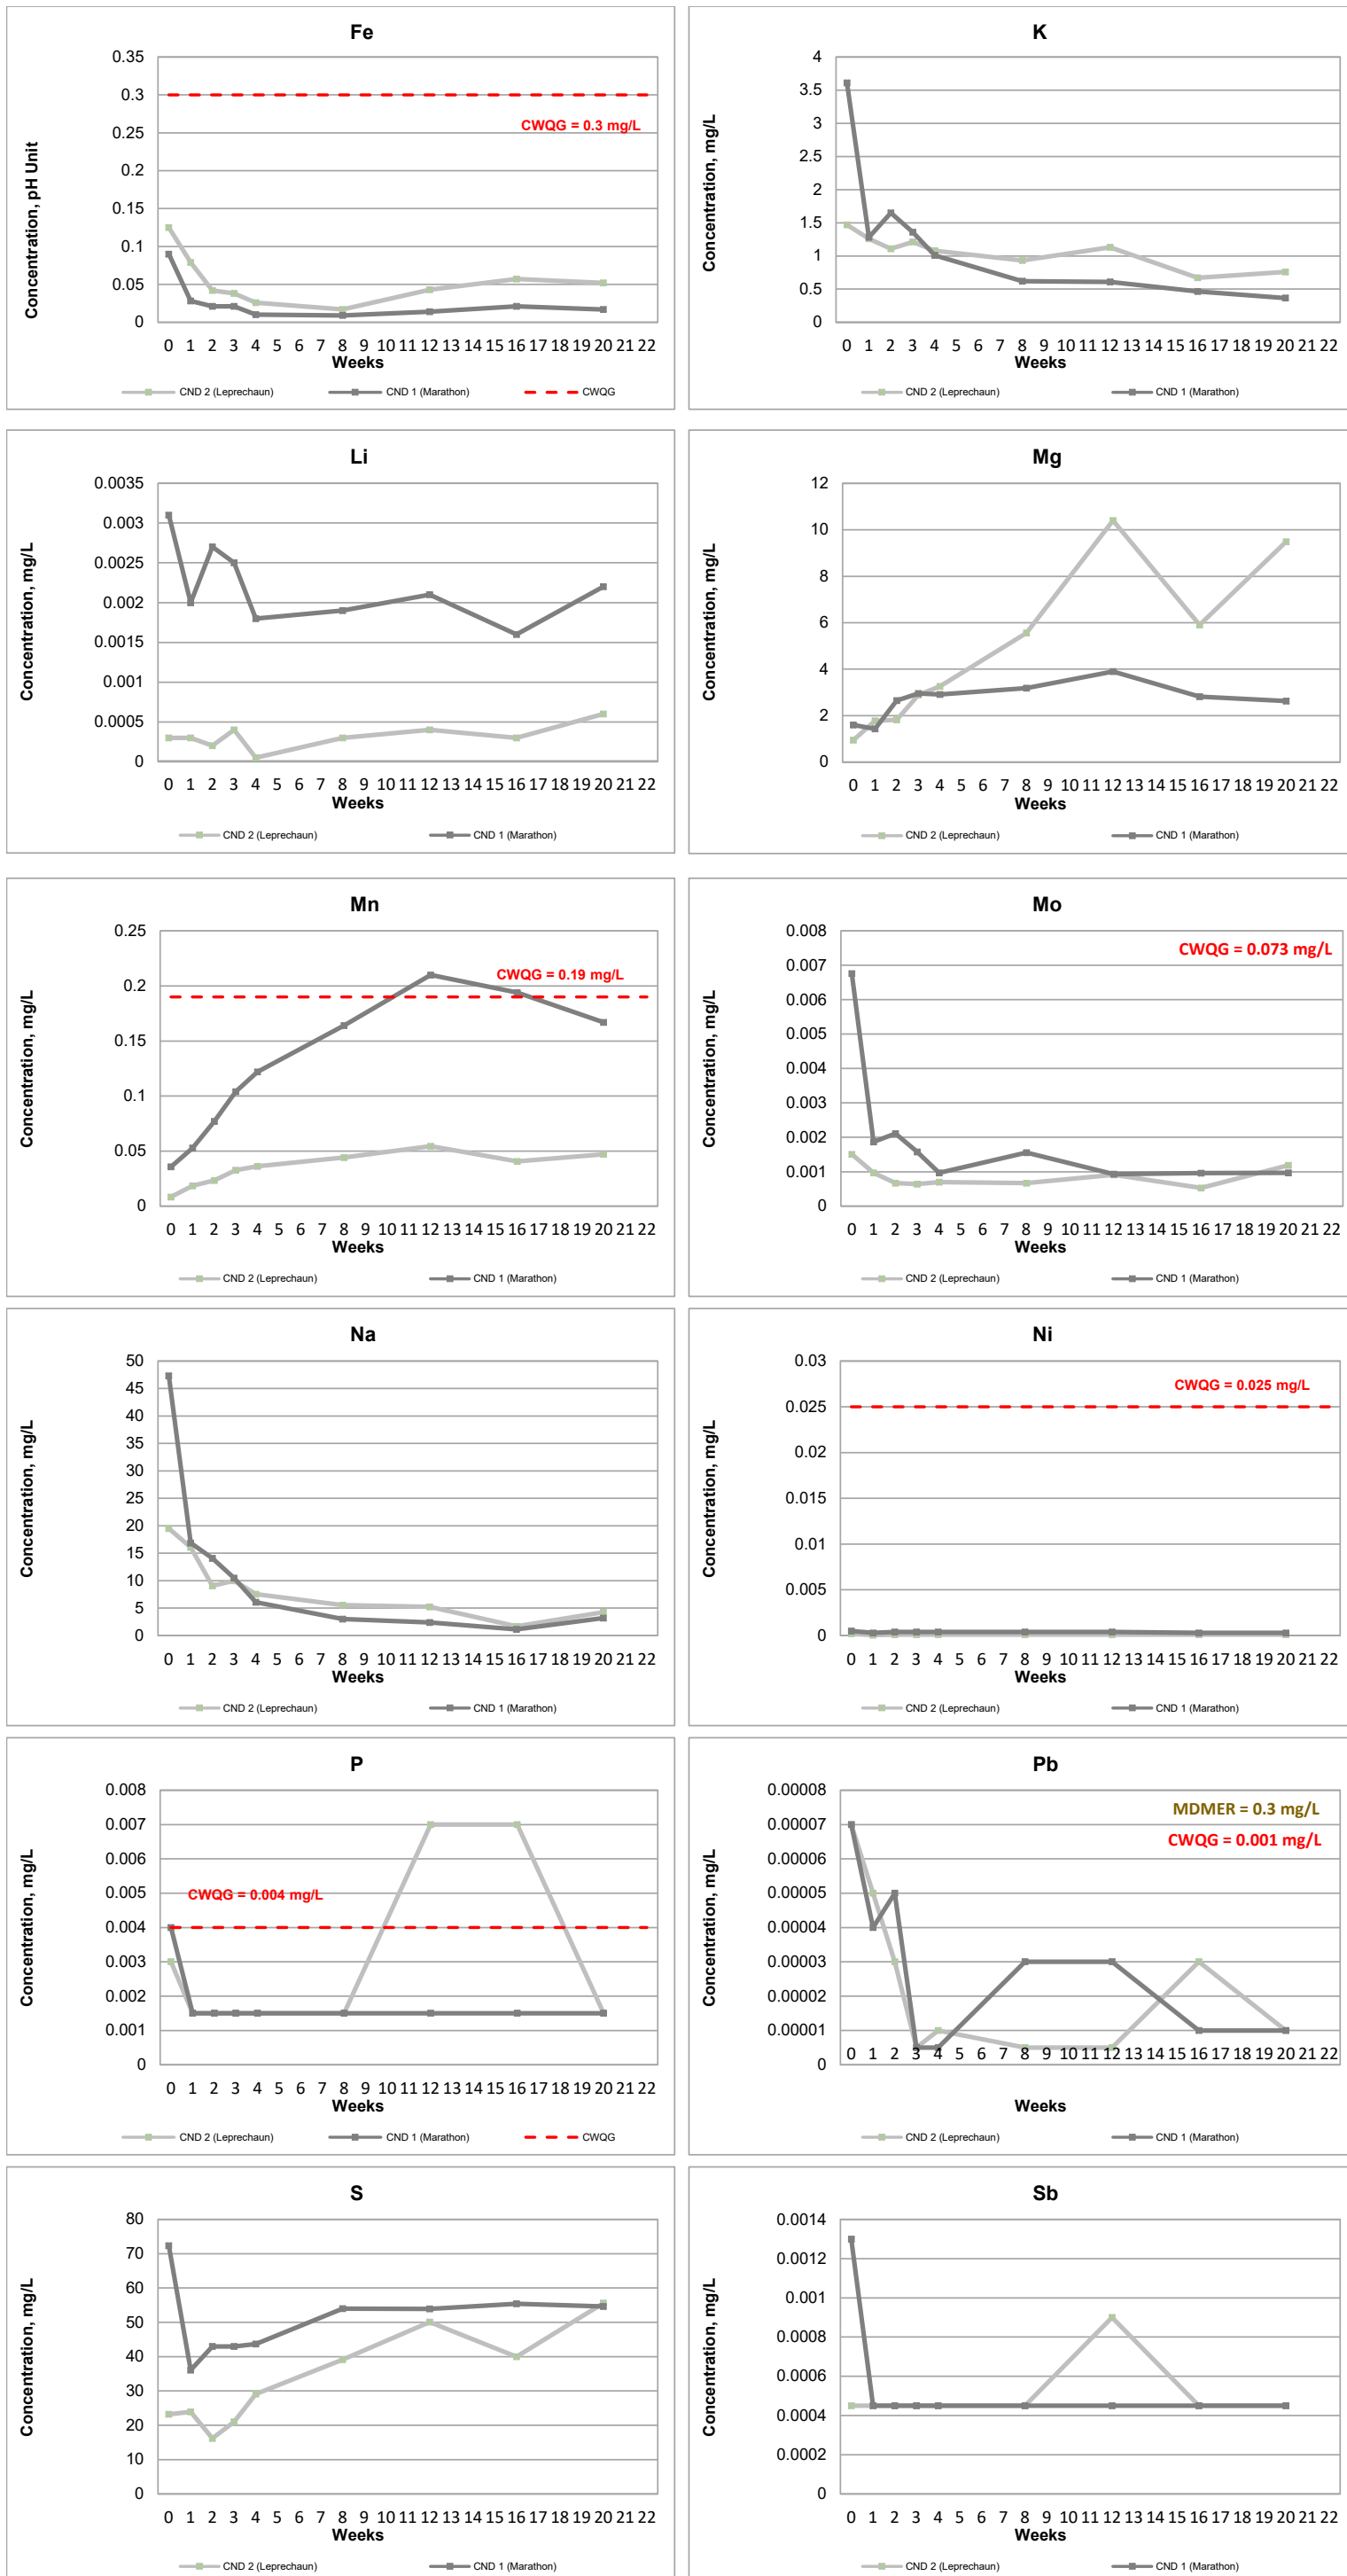 Fe
0.35
0.3
0.25
0.2
0.15
0.1
0.05
0
Concentration, pH Unit
CWQG = 0.3 mg/L
0 1 2 3 4 5 6 7 8 9 10 11 12 13 14 15 16 17 18 19 20 21 22
Weeks
CND 2 (Leprechaun) CND 1 (Marathon) CWQG
K
4
3.5
3
2.5
2
1.5
1
0.5
0
Concentration, mg/L
0 1 2 3 4 5 6 7 8 9 10 11 12 13 14 15 16 17 18 19 20 21 22
Weeks
CND 2 (Leprechaun) CND 1 (Marathon)
Li
0.0035
0.003
0.0025
0.002
0.0015
0.001
0.0005
0
Concentration, mg/L
0 1 2 3 4 5 6 7 8 9 10 11 12 13 14 15 16 17 18 19 20 21 22
Weeks
CND 2 (Leprechaun) CND 1 (Marathon)
Mg
12
10
8
6
4
2
0
Concentration, mg/L
0 1 2 3 4 5 6 7 8 9 10 11 12 13 14 15 16 17 18 19 20 21 22
Weeks
CND 2 (Leprechaun) CND 1 (Marathon)
Mn
0.25
0.2
0.15
0.1
0.05
0
Concentration, mg/L
CWQG = 0.19 mg/L
0 1 2 3 4 5 6 7 8 9 10 11 12 13 14 15 16 17 18 19 20 21 22
Weeks
CND 2 (Leprechaun) CND 1 (Marathon)
Mo
0.008
0.007
0.006
0.005
0.004
0.003
0.002
0.001
0
Concentration, mg/L
CWQG = 0.073 mg/L
0 1 2 3 4 5 6 7 8 9 10 11 12 13 14 15 16 17 18 19 20 21 22
Weeks
CND 2 (Leprechaun) CND 1 (Marathon)
Na
50
45
40
35
30
25
20
15
10
5
0
Concentration, mg/L
0 1 2 3 4 5 6 7 8 9 10 11 12 13 14 15 16 17 18 19 20 21 22
Weeks
CND 2 (Leprechaun) CND 1 (Marathon)
Ni
0.03
0.025
0.02
0.015
0.01
0.005
0
Concentration, mg/L
CWQG = 0.025 mg/L
0 1 2 3 4 5 6 7 8 9 10 11 12 13 14 15 16 17 18 19 20 21 22
Weeks
CND 2 (Leprechaun) CND 1 (Marathon)
P
0.008
0.007
0.006
0.005
0.004
0.003
0.002
0.001
0
Concentration, mg/L
CWQG = 0.004 mg/L
0 1 2 3 4 5 6 7 8 9 10 11 12 13 14 15 16 17 18 19 20 21 22
Weeks
CND 2 (Leprechaun) CND 1 (Marathon) CWQG
Pb
0.00008
0.00007
0.00006
0.00005
0.00004
0.00003
0.00002
0.00001
0
Concentration, mg/L
MDMER = 0.3 mg/L
CWQG = 0.001 mg/L
0 1 2 3 4 5 6 7 8 9 10 11 12 13 14 15 16 17 18 19 20 21 22
Weeks
CND 2 (Leprechaun) CND 1 (Marathon)
S
80
70
60
50
40
30
20
10
0
Concentration, mg/L
0 1 2 3 4 5 6 7 8 9 10 11 12 13 14 15 16 17 18 19 20 21 22
Weeks
CND 2 (Leprechaun) CND 1 (Marathon)
Sb
0.0014
0.0012
0.001
0.0008
0.0006
0.0004
0.0002
0
Concentration, mg/L
0 1 2 3 4 5 6 7 8 9 10 11 12 13 14 15 16 17 18 19 20 21 22
Weeks
CND 2 (Leprechaun) CND 1 (Marathon)